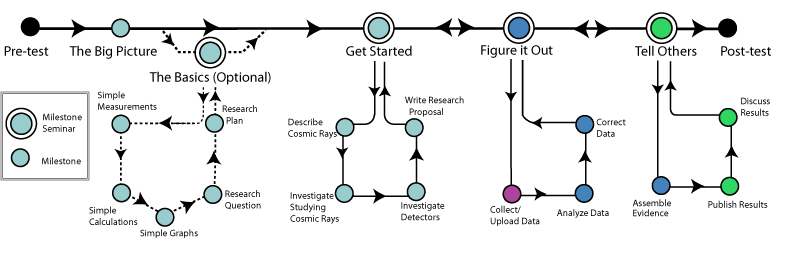 Pre-test
The Big Picture
The Basics (Optional)
Get Started
Figure it Out
Tell Others
Post-test
Milestone
Seminar
Milestone
Simple
Measurements
Research
Plan
Simple
Calculations
Simple Graphs
Research
Question
Describe
Cosmic Rays
Write Research
Proposal
Investigate
Studying
Cosmic Rays
Investigate
Detectors
Correct
Data
Collect/
Upload Data
Analyze Data
Discuss
Results
Assemble
Evidence
Publish Results